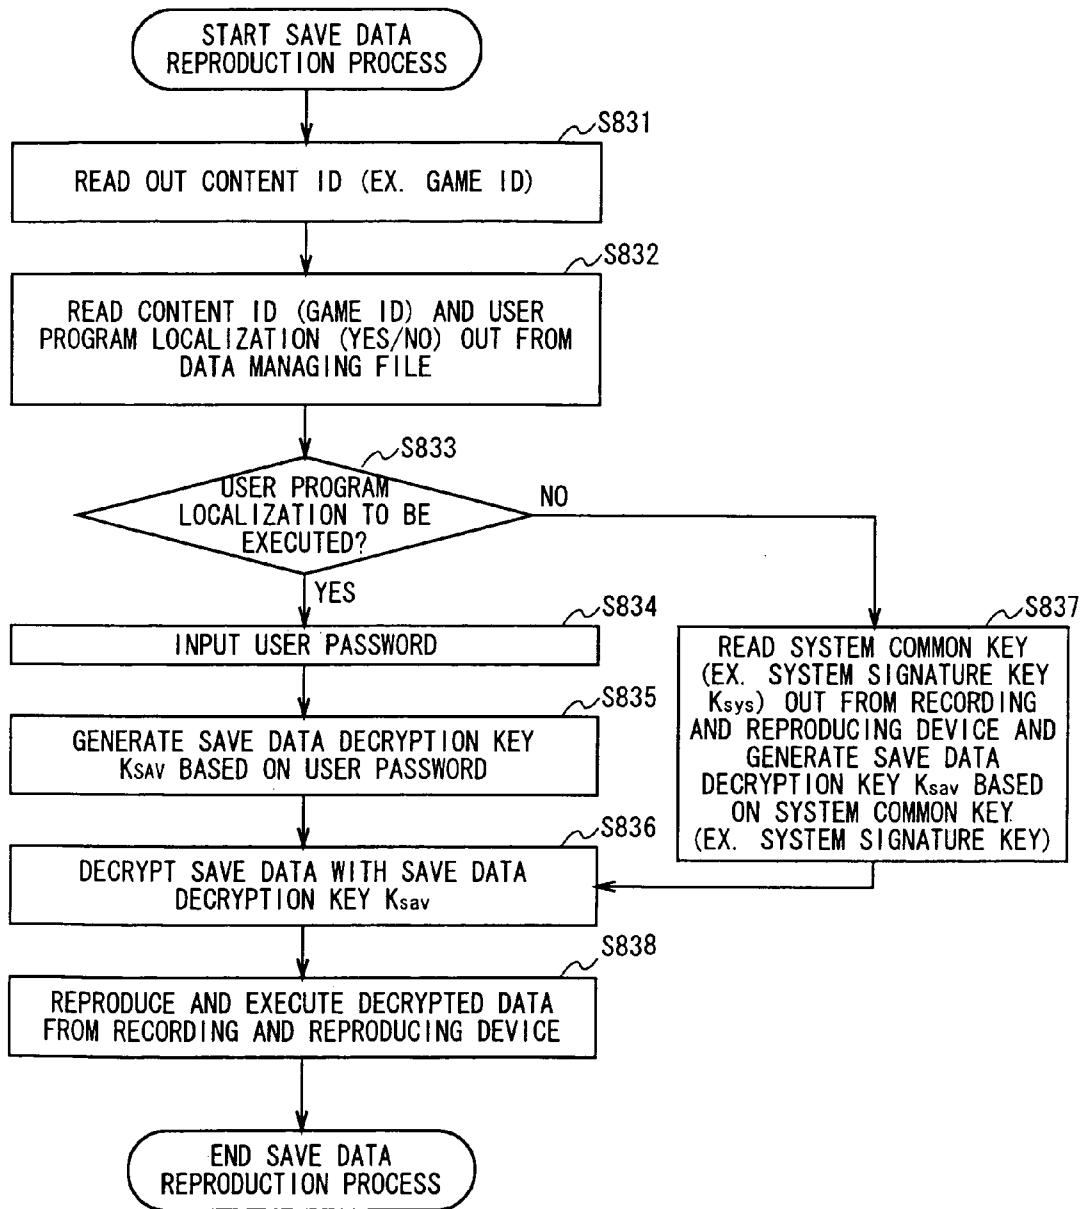 START SAVE DATA
REPRODUCTION PROCESS
S831
READ OUT CONTENT ID (EX. GAME ID)
S832
READ CONTENT ID (GAME ID) AND USER
PROGRAM LOCALIZATION (YES/NO) OUT FROM
DATA MANAGING FILE
S833
USER PROGRAM
LOCALIZATION TO BE
EXECUTED?
NO
YES
S834
INPUT USER PASSWORD
S837
READ SYSTEM COMMON KEY
(EX. SYSTEM SIGNATURE KEY
Ksys) OUT FROM RECORDING
AND REPRODUCING DEVICE AND
GENERATE SAVE DATA
DECRYPTION KEY Ksav BASED
ON SYSTEM COMMON KEY
(EX. SYSTEM SIGNATURE KEY)
S835
GENERATE SAVE DATA DECRYPTION KEY
KSAV BASED ON USER PASSWORD
S836
DECRYPT SAVE DATA WITH SAVE DATA
DECRYPTION KEY Ksav
S838
REPRODUCE AND EXECUTE DECRYPTED DATA
FROM RECORDING AND REPRODUCING DEVICE
END SAVE DATA
REPRODUCTION PROCESS